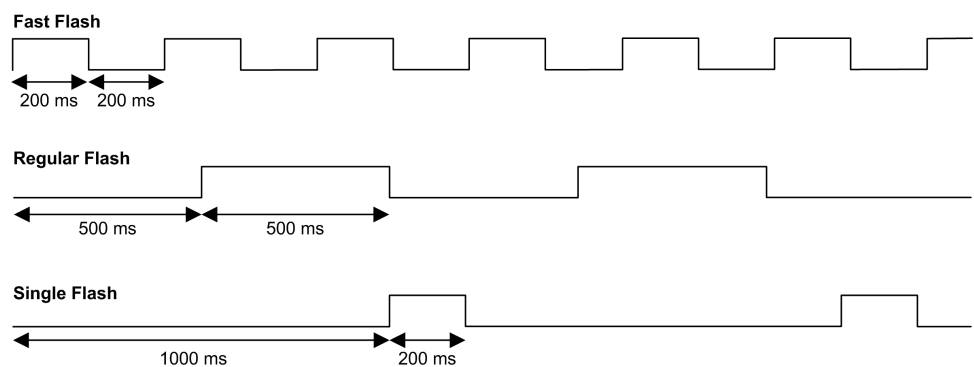 Fast Flash
200 ms 200 ms
Regular Flash
500 ms 500 ms
Single Flash
1000 ms 200 ms